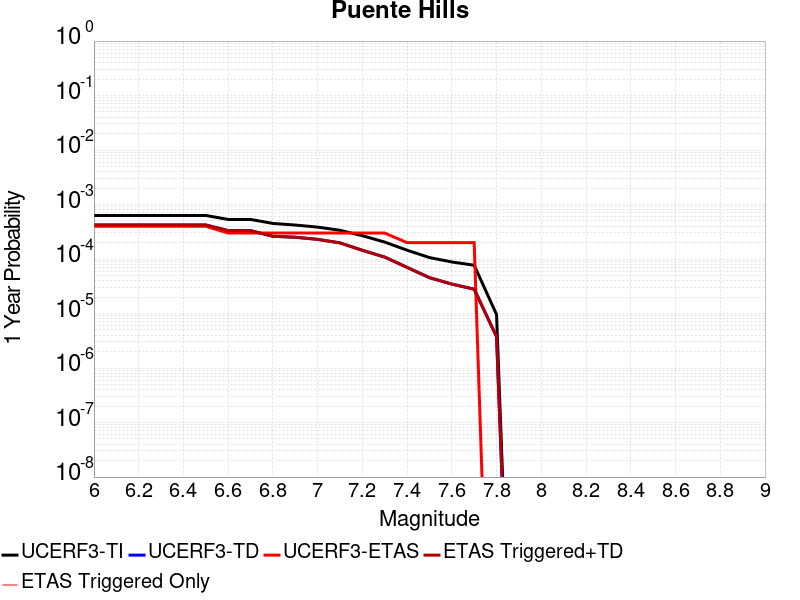 Puente Hills
10^0
10^-1
10^-2
10^-3
10^-4
10^-5
10^-6
10^-7
10^-8
1 Year Probability
6 6.2 6.4 6.6 6.8 7 7.2 7.4 7.6 7.8 8 8.2 8.4 8.6 8.8 9
Magnitude
UCERF3-TI UCERF3-TD UCERF3-ETAS ETAS Triggered+TD
ETAS Triggered Only